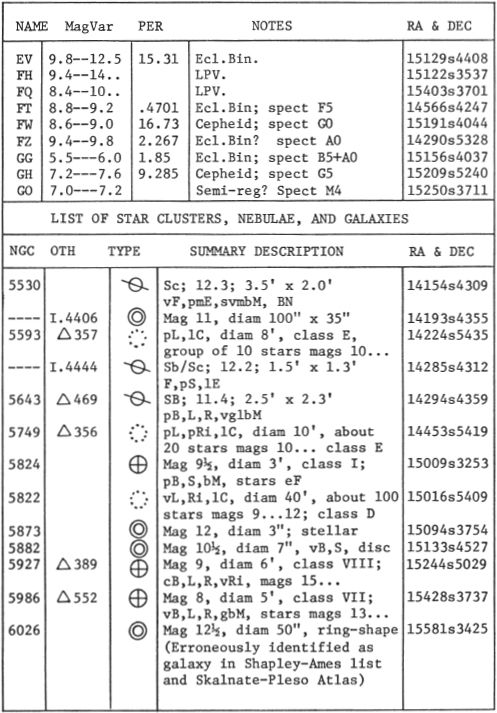 NAME MagVar PER NOTES RA & DEC
EV 9.8--12.5 15.31 Ecl.Bin. 15129s4408
FH 9.4--14.. LPV. 15122s3537
FQ 8.4--10.. LPV. 15403s3701
FT 8.8--9.2 .4701 Ecl.Bin; spect F5 14566s4247
FW 8.6--9.0 16.73 Cepheid; spect G0 15191s4044
FZ 9.4--9.8 2.267 Ecl.Bin? spect A0 14290s5328
GG 5.5---6.0 1.85 Ecl.Bin; spect B5+A0 15156s4037
GH 7.2---7.6 9.285 Cepheid; spect G5 15209s5240
GO 7.0---7.2 Semi-reg? Spect M4 15250s3711
LIST OF STAR CLUSTERS, NEBULAE, AND GALAXIES
NGC OTH TYPE SUMMARY DESCRIPTION RA & DEC
5530 Sc; 12.3; 3.5' x 2.0' 14154s4309
vF,pmE,svmbM, BN
---- I.4406 Mag 11, diam 100" x 35" 14193s4355
5593 △357 pL,lC, diam 8', class E, 14224s5435
group of 10 stars mags 10...
---- I.4444 Sb/Sc; 12.2; 1.5' x 1.3' 14285s4312
F,pS,lE
5643 △469 SB; 11.4; 2.5' x 2.3' 14294s4359
pB,L,R,vglbM
5749 △356 pL,pRi,lC, diam 10', about 14453s5419
20 stars mags 10... class E
5824 Mag 9½, diam 3', class I; 15009s3253
pB,S,bM, stars eF
5822 vL,Ri,lC, diam 40', about 100 15016s5409
stars mags 9...12; class D
5873 Mag 12, diam 3"; stellar 15094s3754
5882 Mag 10½, diam 7", vB,S, disc 15133s4527
5927 △389 Mag 9, diam 6', class VIII; 15244s5029
cB,L,R,vRi, mags 15...
5986 △552 Mag 8, diam 5', class VII; 15428s3737
vB,L,R,gbM, stars mags 13...
6026 Mag 12½, diam 50", ring-shape 15581s3425
(Erroneously identified as
galaxy in Shapley-Ames list
and Skalnate-Pleso Atlas)